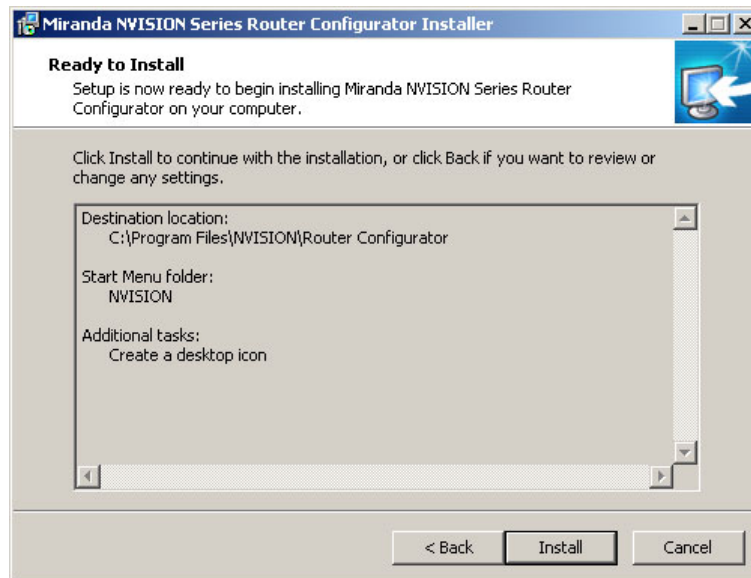 Miranda NVISION Series Router Configurator Installer
Ready to Install
Setup is now ready to begin installing Miranda NVISION Series Router
Configurator on your computer.
Click Install to continue with the installation, or click Back if you want to review or
change any settings.
Destination location:
C:\Program Files\NVISION\Router Configurator
Start Menu folder:
NVISION
Additional tasks:
Create a desktop icon
< Back
Install
Cancel